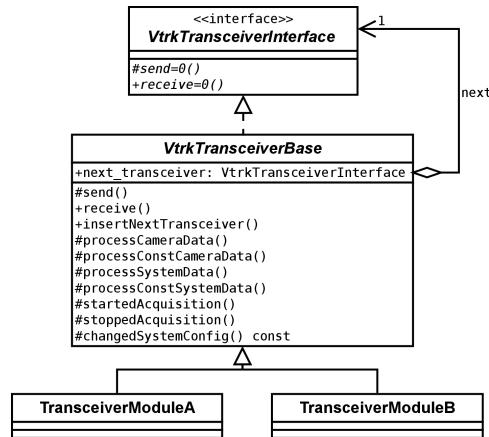 <<interface>>
VtrkTransceiverInterface
#send=0()
+receive=0()
1
next
VtrkTransceiverBase
+next_transceiver: VtrkTransceiverInterface
#send()
+receive()
+insertNextTransceiver()
#processCameraData()
#processConstCameraData()
#processSystemData()
#processConstSystemData()
#startedAcquisition()
#stoppedAcquisition()
#changedSystemConfig() const
TransceiverModuleA
TransceiverModuleB